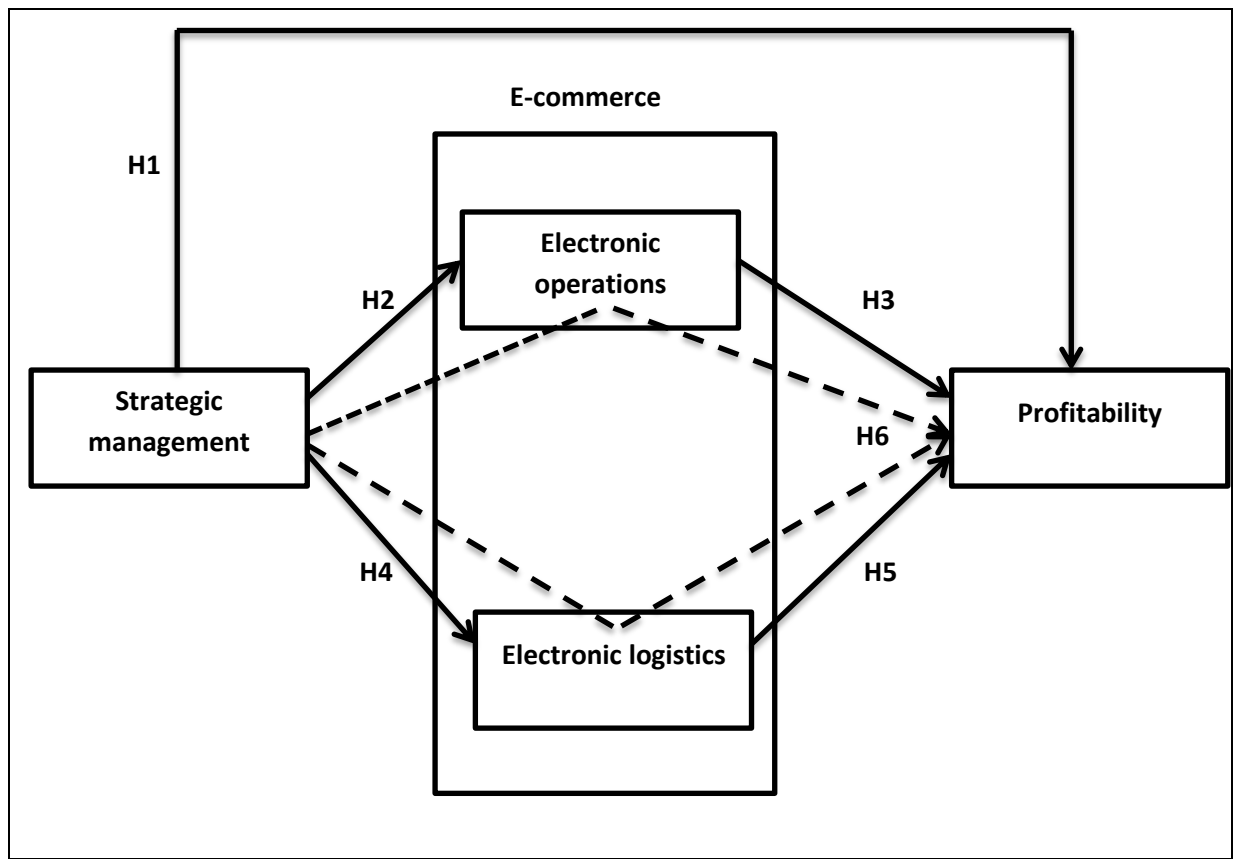 E-commerce
H1
Electronic
operations
H2
H3
Strategic
management
Profitability
H6
H4
H5
Electronic logistics